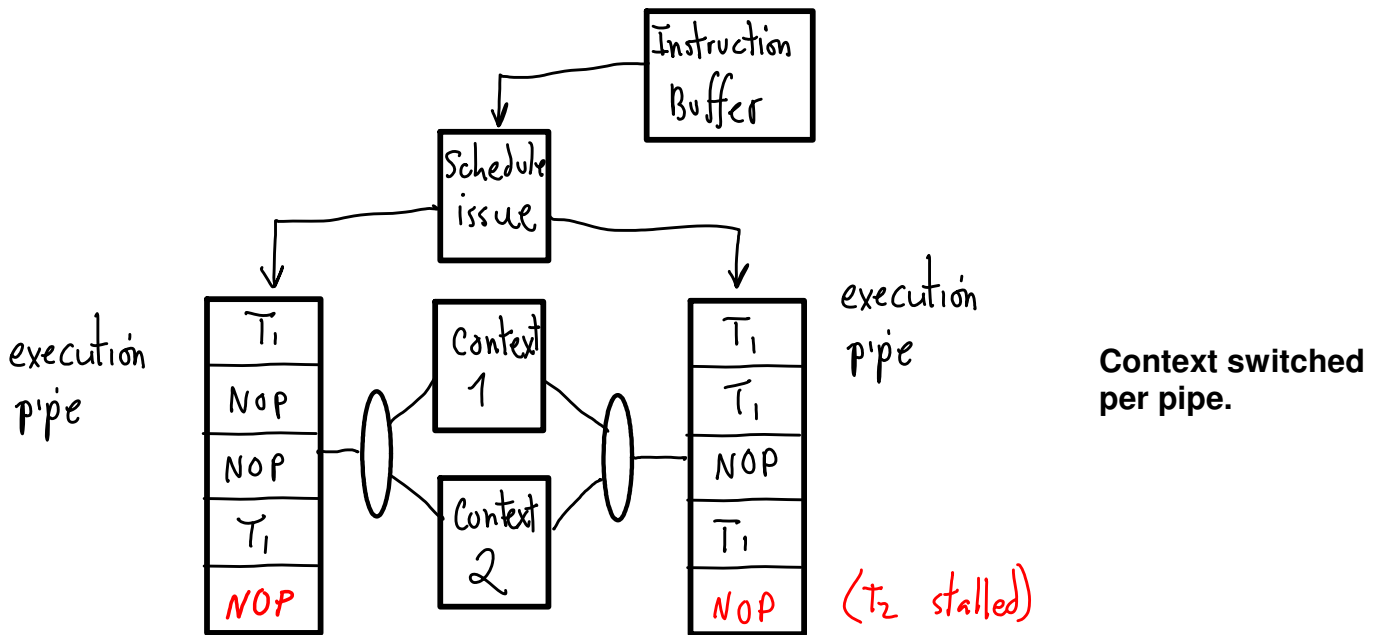 Instruction
Buffer
Schedule
issue
execution
pipe
T1
NOP
NOP
T1
NOP
Context
1
Context
2
T1
T1
NOP
T1
NOP
execution
pipe
(T2 stalled)
Context switched
per pipe.